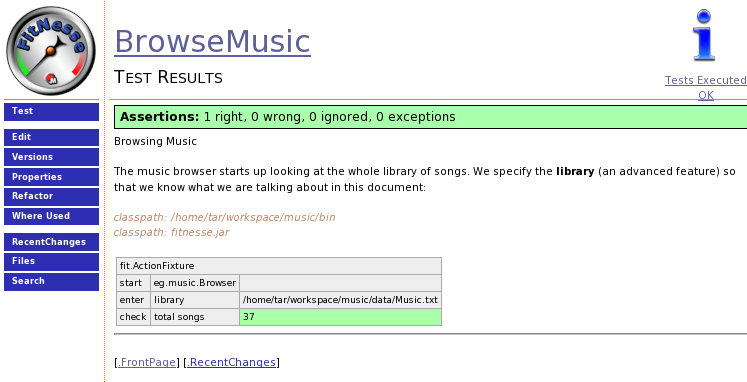 FitNesse
BrowseMusic
TEST RESULTS
Tests Executed
OK
Test
Edit
Versions
Properties
Refactor
Where Used
RecentChanges
Files
Search
Assertions: 1 right, 0 wrong, 0 ignored, 0 exceptions
Browsing Music
The music browser starts up looking at the whole library of songs. We specify the library (an advanced feature) so
that we know what we are talking about in this document:
classpath: /home/tar/workspace/music/bin
classpath: fitnesse.jar
fit.ActionFixture
start eg.music.Browser
enter library /home/tar/workspace/music/data/Music.txt
check total songs 37
[.FrontPage] [.RecentChanges]